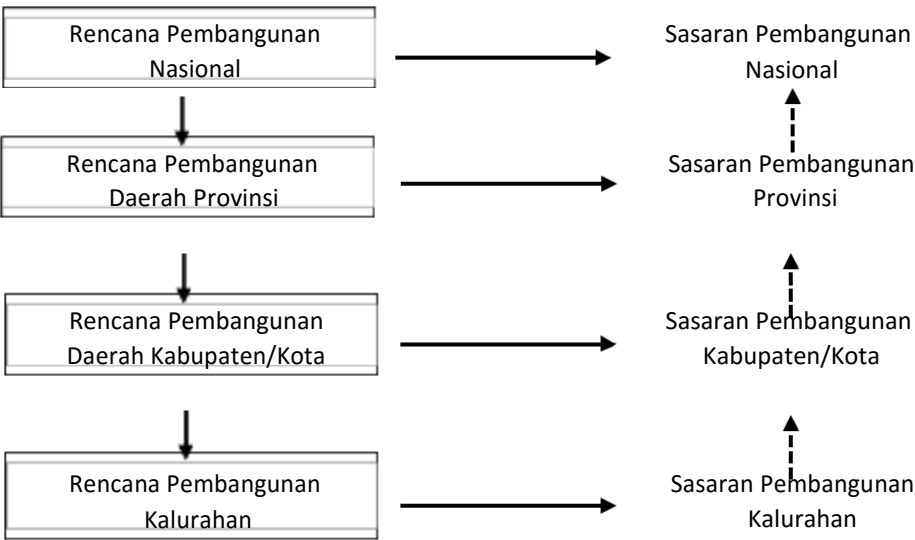 Rencana Pembangunan
Nasional
Sasaran Pembangunan
Nasional
Rencana Pembangunan
Daerah Provinsi
Sasaran Pembangunan
Provinsi
Rencana Pembangunan
Daerah Kabupaten/Kota
Sasaran Pembangunan
Kabupaten/Kota
Rencana Pembangunan
Kalurahan
Sasaran Pembangunan
Kalurahan